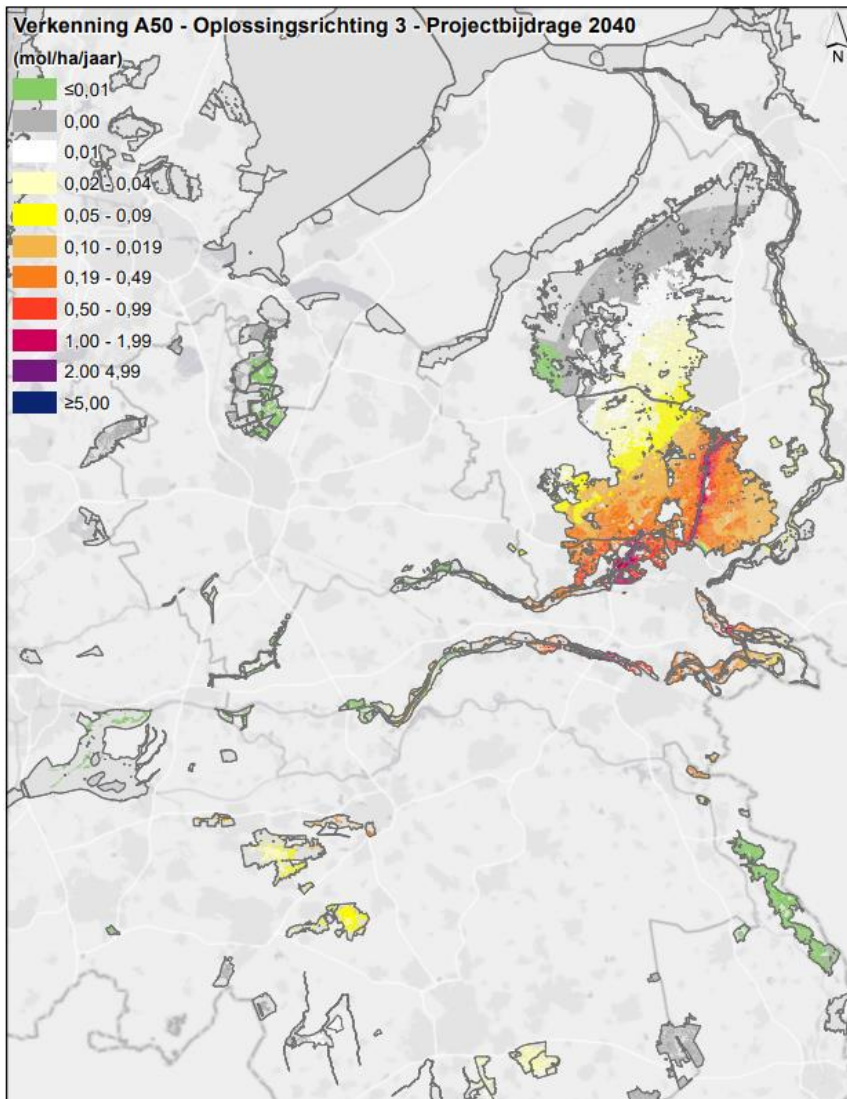 Verkenning A50 - Oplossingsrichting 3 - Projectbijdrage 2040
(mol/ha/jaar)
≤0,01
0,00
0,01
0,02 - 0,04
0,05 - 0,09
0,10 - 0,019
0,19 - 0,49
0,50 - 0,99
1,00 - 1,99
2.00 4,99
≥5,00
N